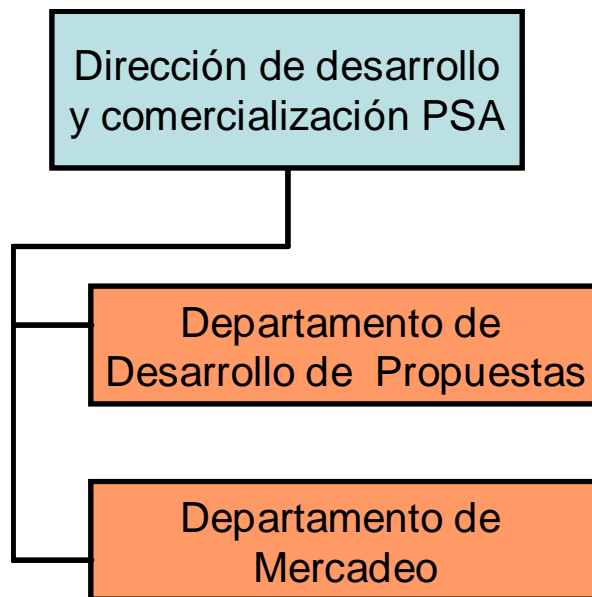 Dirección de desarrollo
y comercialización PSA
Departamento de
Desarrollo de Propuestas
Departamento de
Mercadeo